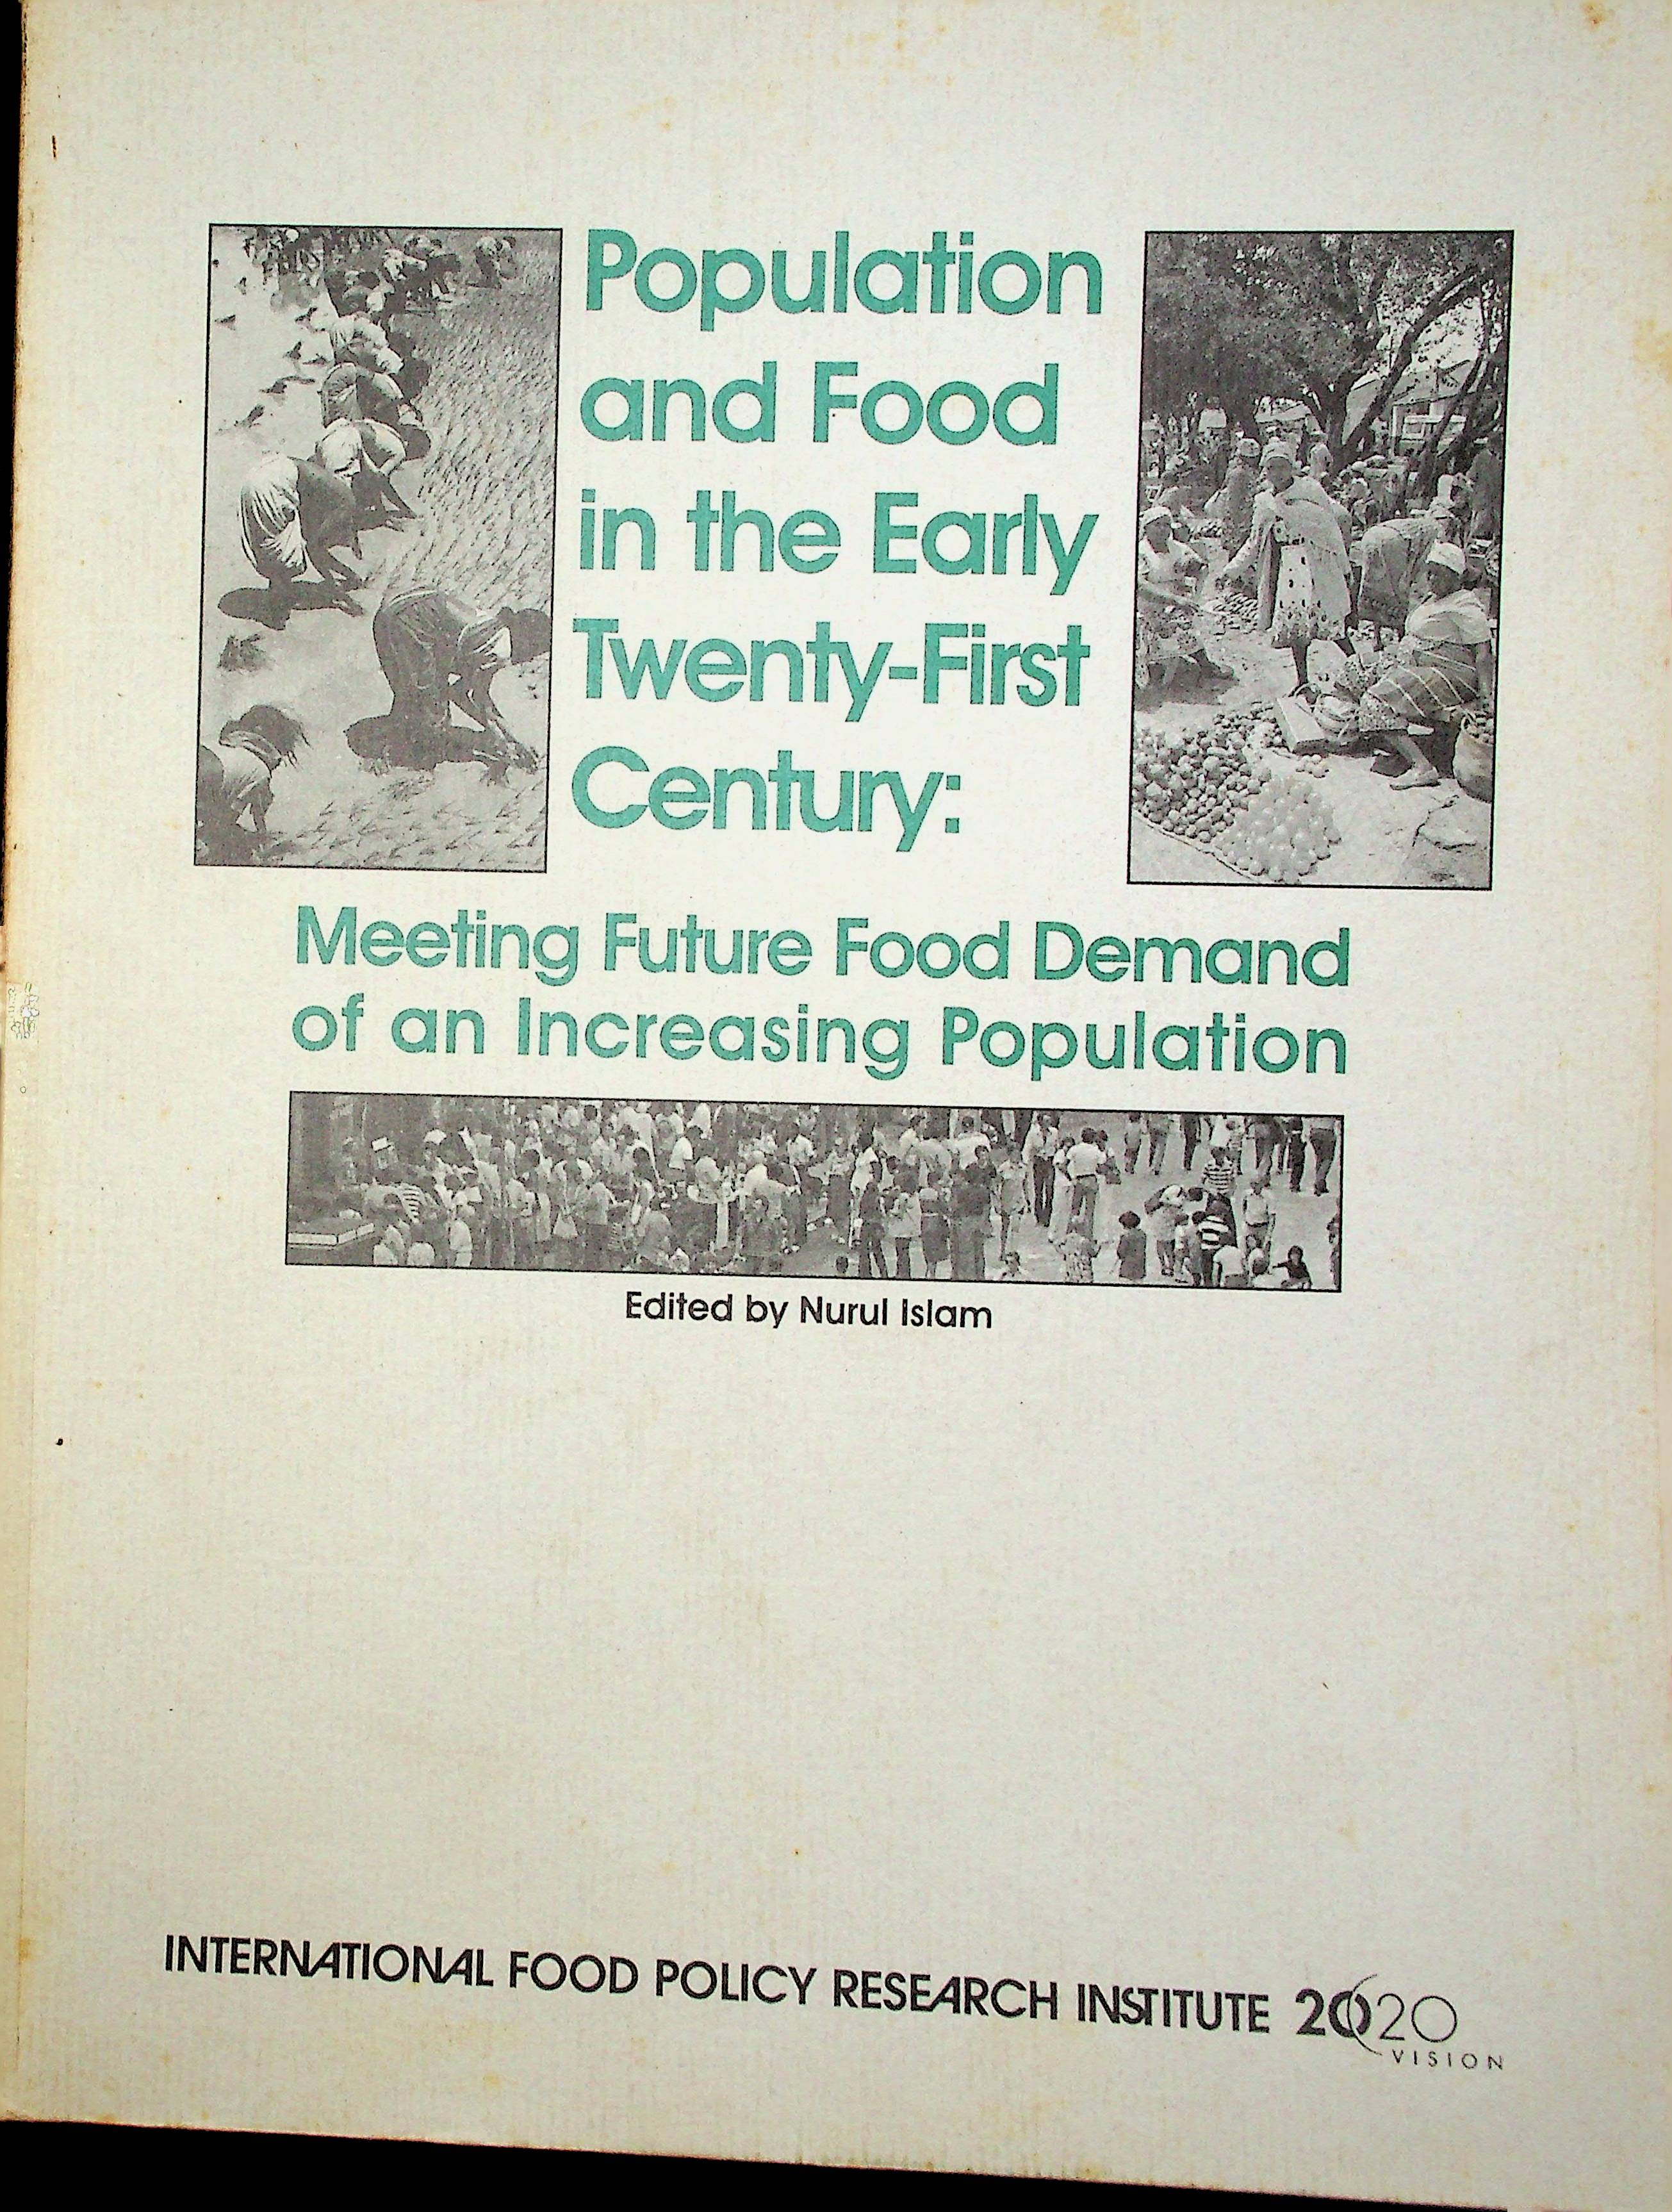 Population
and Food
in the Early
Twenty-First
Century:
Meeting Future Food Demand
of an Increasing Population
Edited by Nurul Islam
INTERNATIONAL FOOD POLICY RESEARCH INSTITUTE 2020
VISION